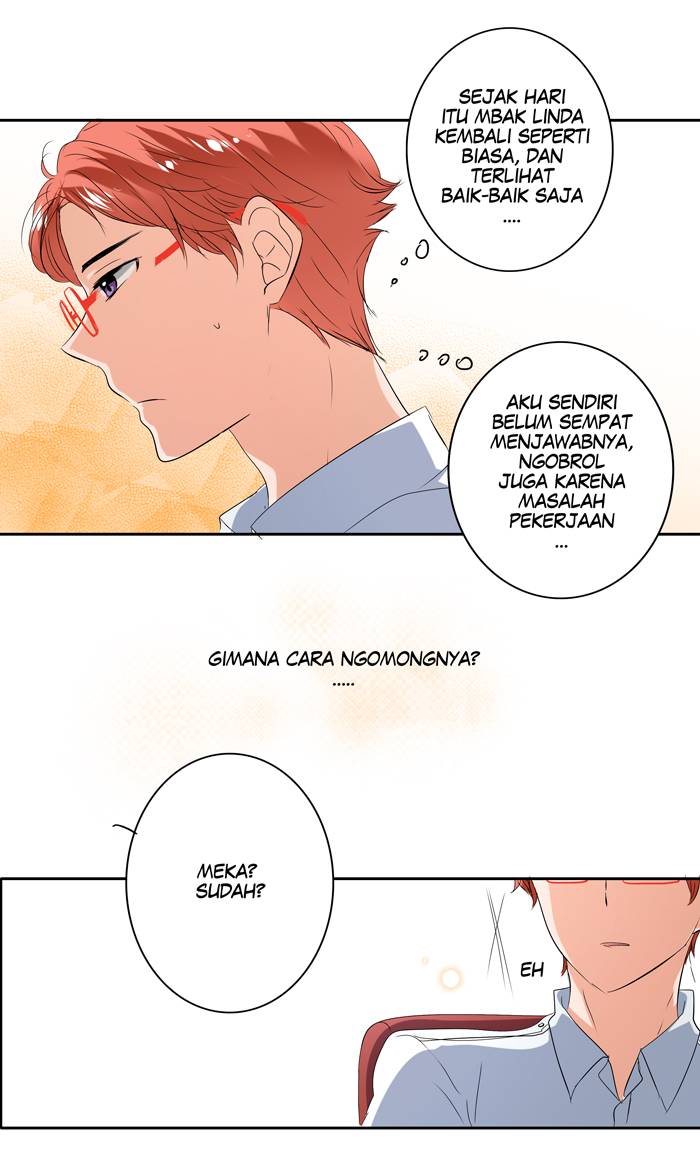 SEJAK HARI
ITU MBAK LINDA
KEMBALI SEPERTI
BIASA, DAN
TERLIHAT
BAIK-BAIK SAJA
....
AKU SENDIRI
BELUM SEMPAT
MENJAWABNYA,
NGOBROL
JUGA KARENA
MASALAH
PEKERJAAN
...
GIMANA CARA NGOMONGNYA?
.....
MEKA?
SUDAH?
EH